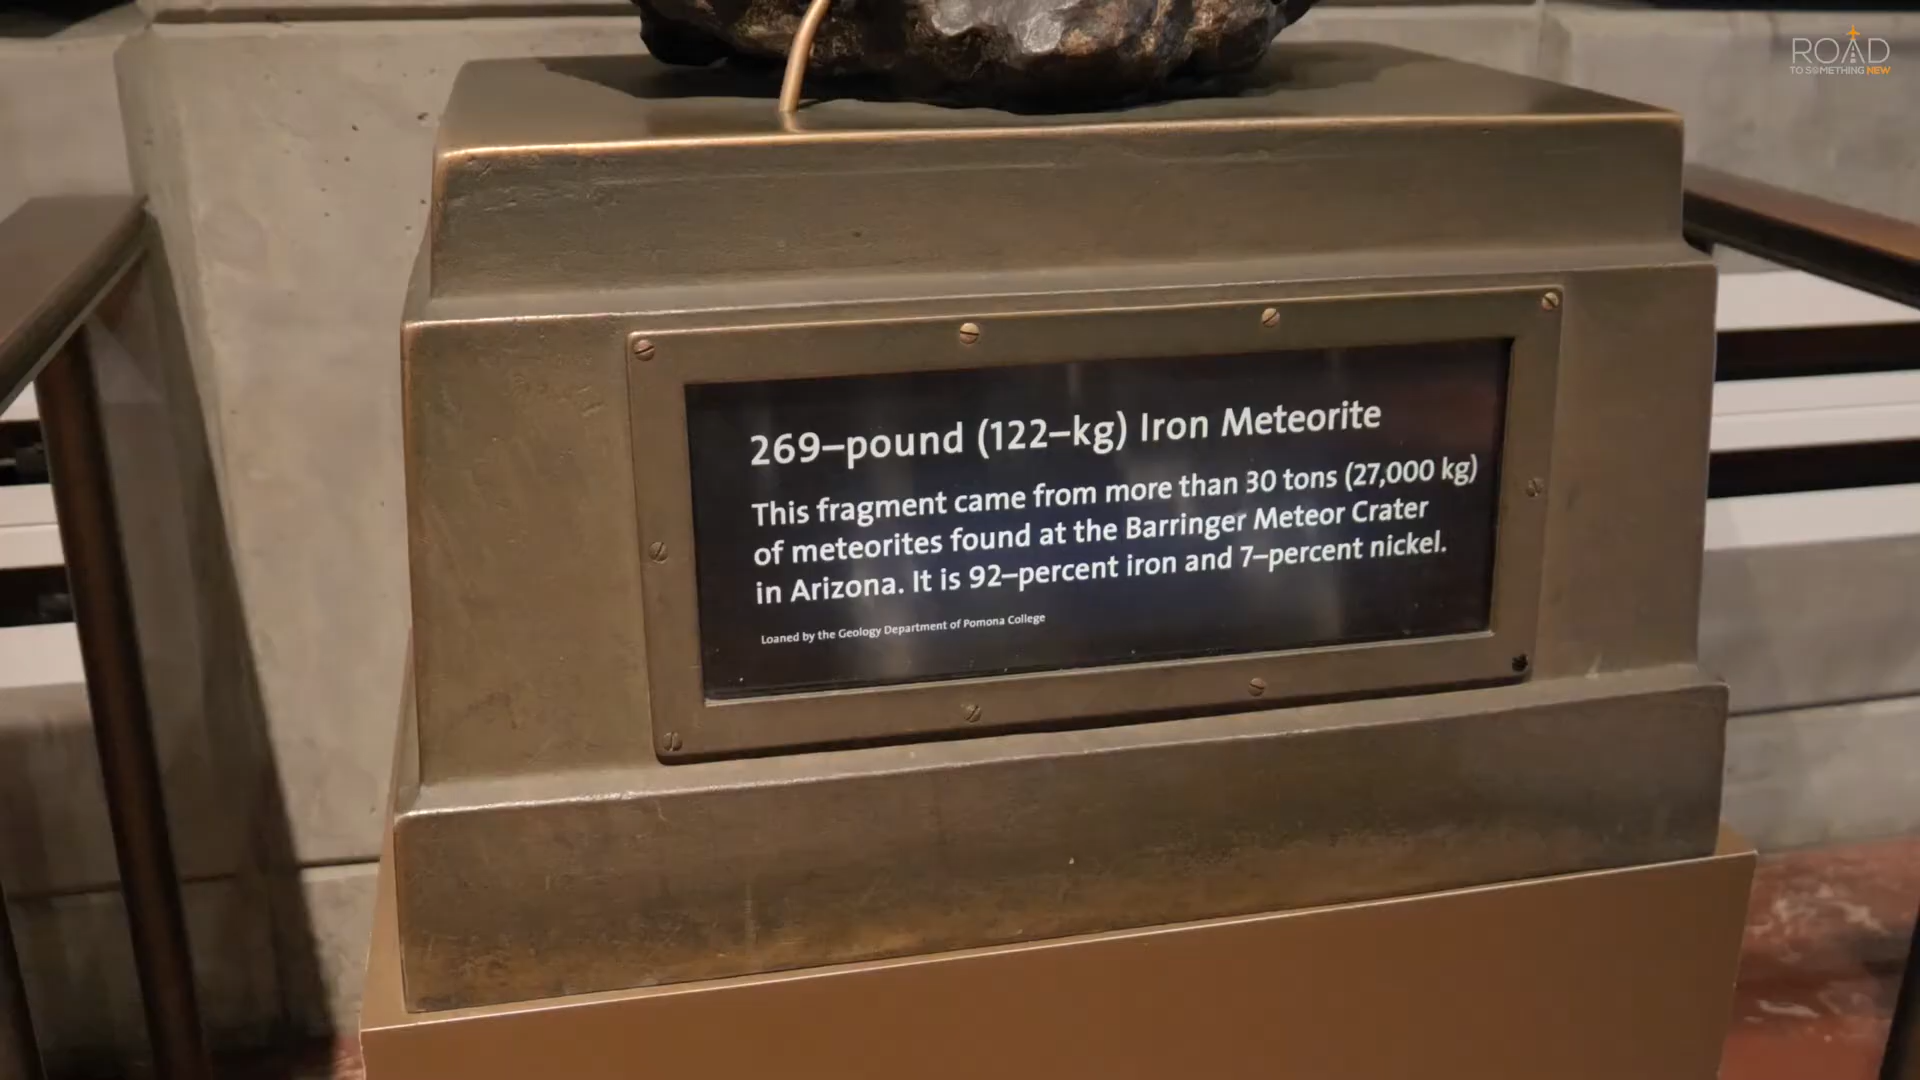 ROAD
TO SOMETHING NEW
269–pound (122–kg) Iron Meteorite
This fragment came from more than 30 tons (27,000 kg)
of meteorites found at the Barringer Meteor Crater
in Arizona. It is 92–percent iron and 7–percent nickel.
Loaned by the Geology Department of Pomona College